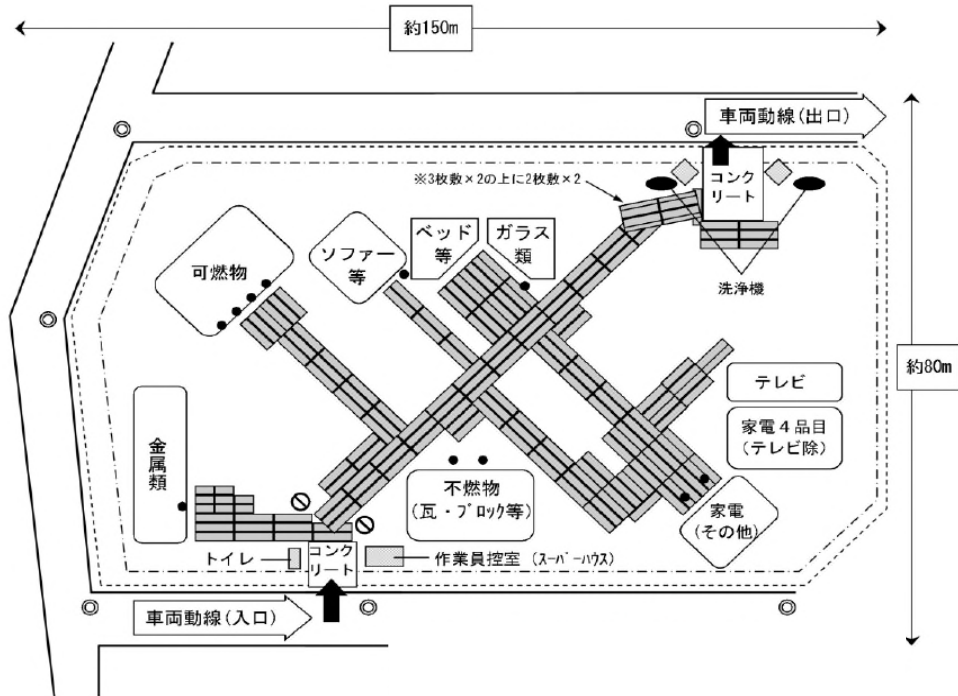 約150m
車両動線(出口)
※3枚敷×2の上に2枚敷×2
コンク
リート
ベッド
等
ガラス
類
ソファー
等
可燃物
洗浄機
約80m
テレビ
家電4品目
(テレビ除)
金属類
不燃物
(瓦・ブロック等)
家電
(その他)
トイレ
コンク
リート
作業員控室(スーパーハウス)
車両動線(入口)